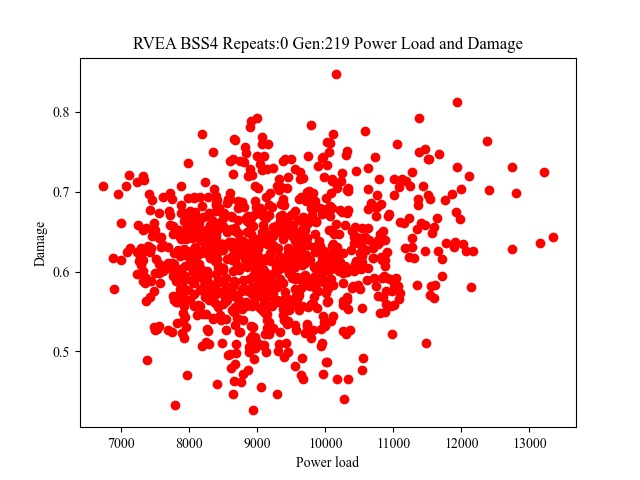 RVEA BSS4 Repeats:0 Gen:219 Power Load and Damage
0.8
0.7
0.6
0.5
Damage
7000 8000 9000 10000 11000 12000 13000
Power load